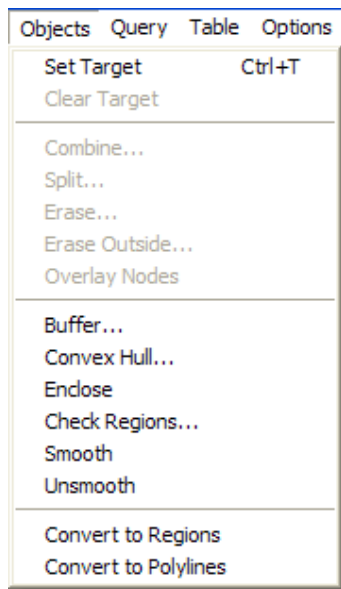 Objects Query Table Options
Set Target Ctrl+T
Clear Target
Combine...
Split...
Erase...
Erase Outside...
Overlay Nodes
Buffer...
Convex Hull...
Enclose
Check Regions...
Smooth
Unsmooth
Convert to Regions
Convert to Polylines